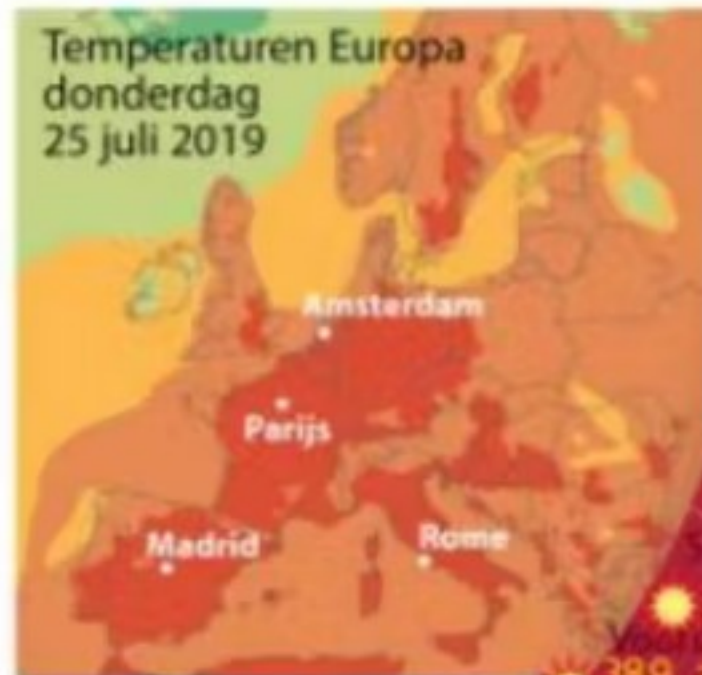 Temperaturen Europa
donderdag
25 juli 2019
Amsterdam
Parijs
Madrid
Rome